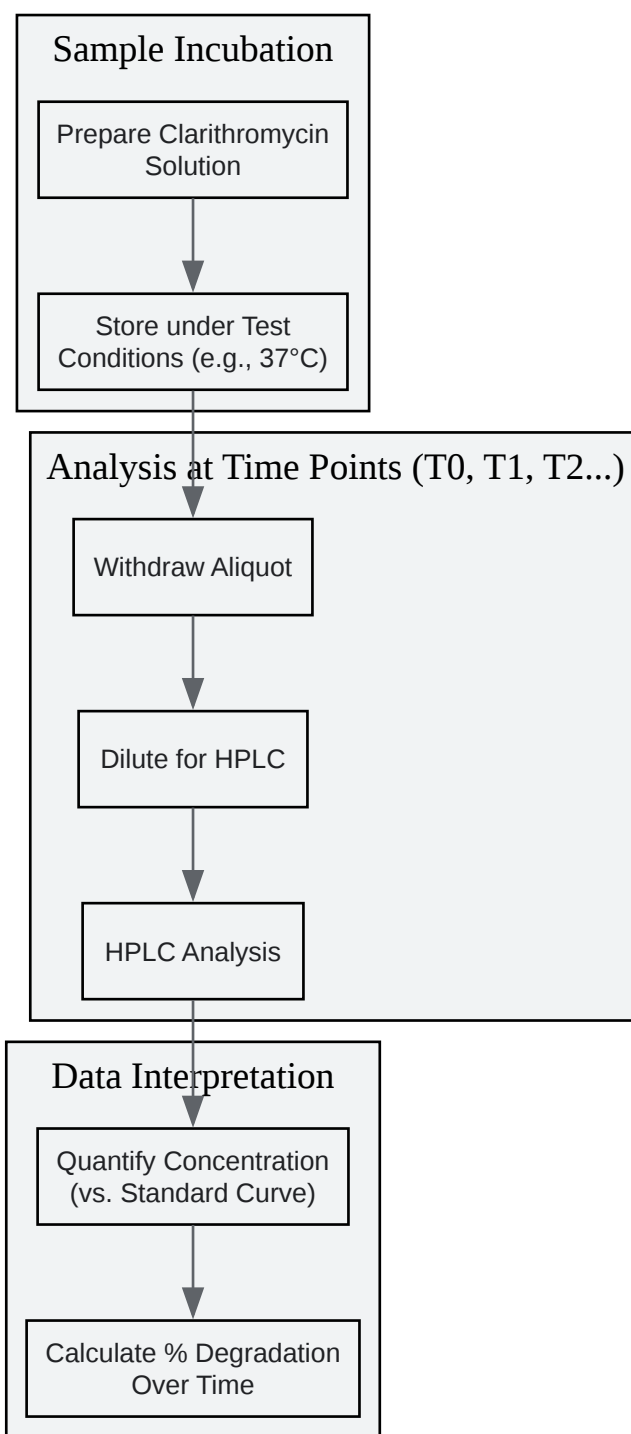 Sample Incubation
Prepare Clarithromycin
Solution
Store under Test
Conditions (e.g., 37°C)
Analysis at Time Points (T0, T1, T2...)
Withdraw Aliquot
Dilute for HPLC
HPLC Analysis
Data Interpretation
Quantify Concentration
(vs. Standard Curve)
Calculate % Degradation
Over Time